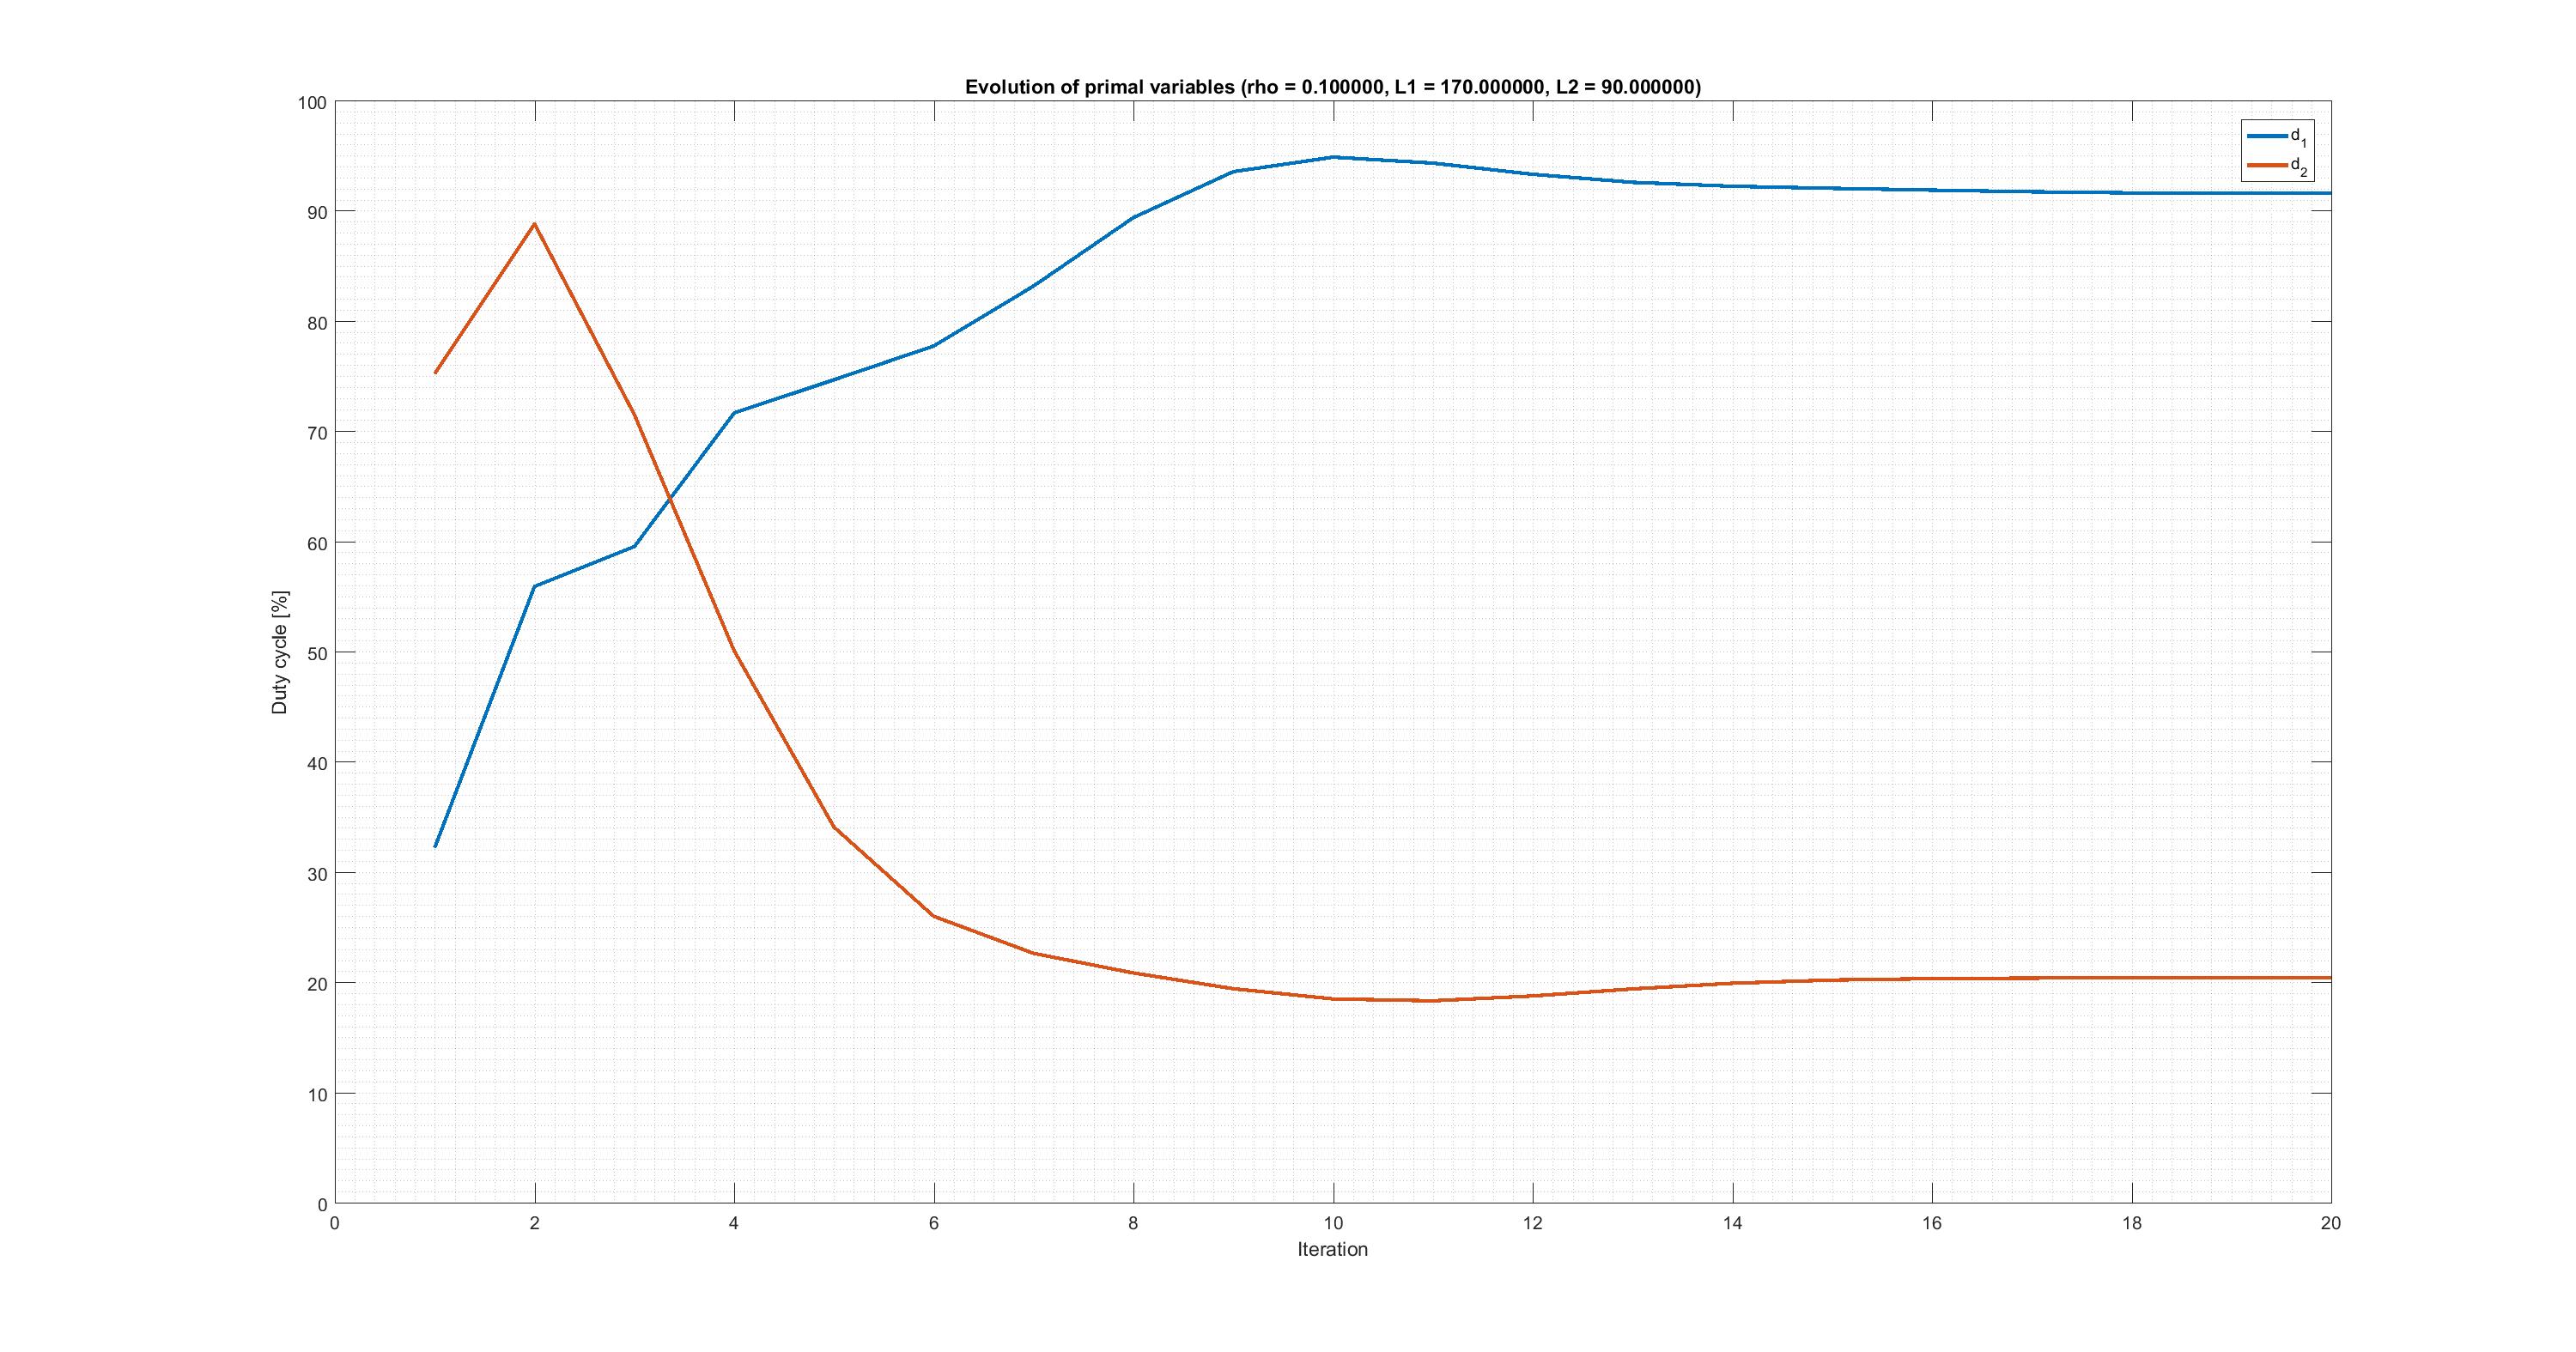 Evolution of primal variables (rho = 0.100000, L1 = 170.000000, L2 = 90.000000)
d1
d2
100
90
80
70
60
50
40
30
20
10
0
Duty cycle [%]
0 2 4 6 8 10 12 14 16 18 20
Iteration